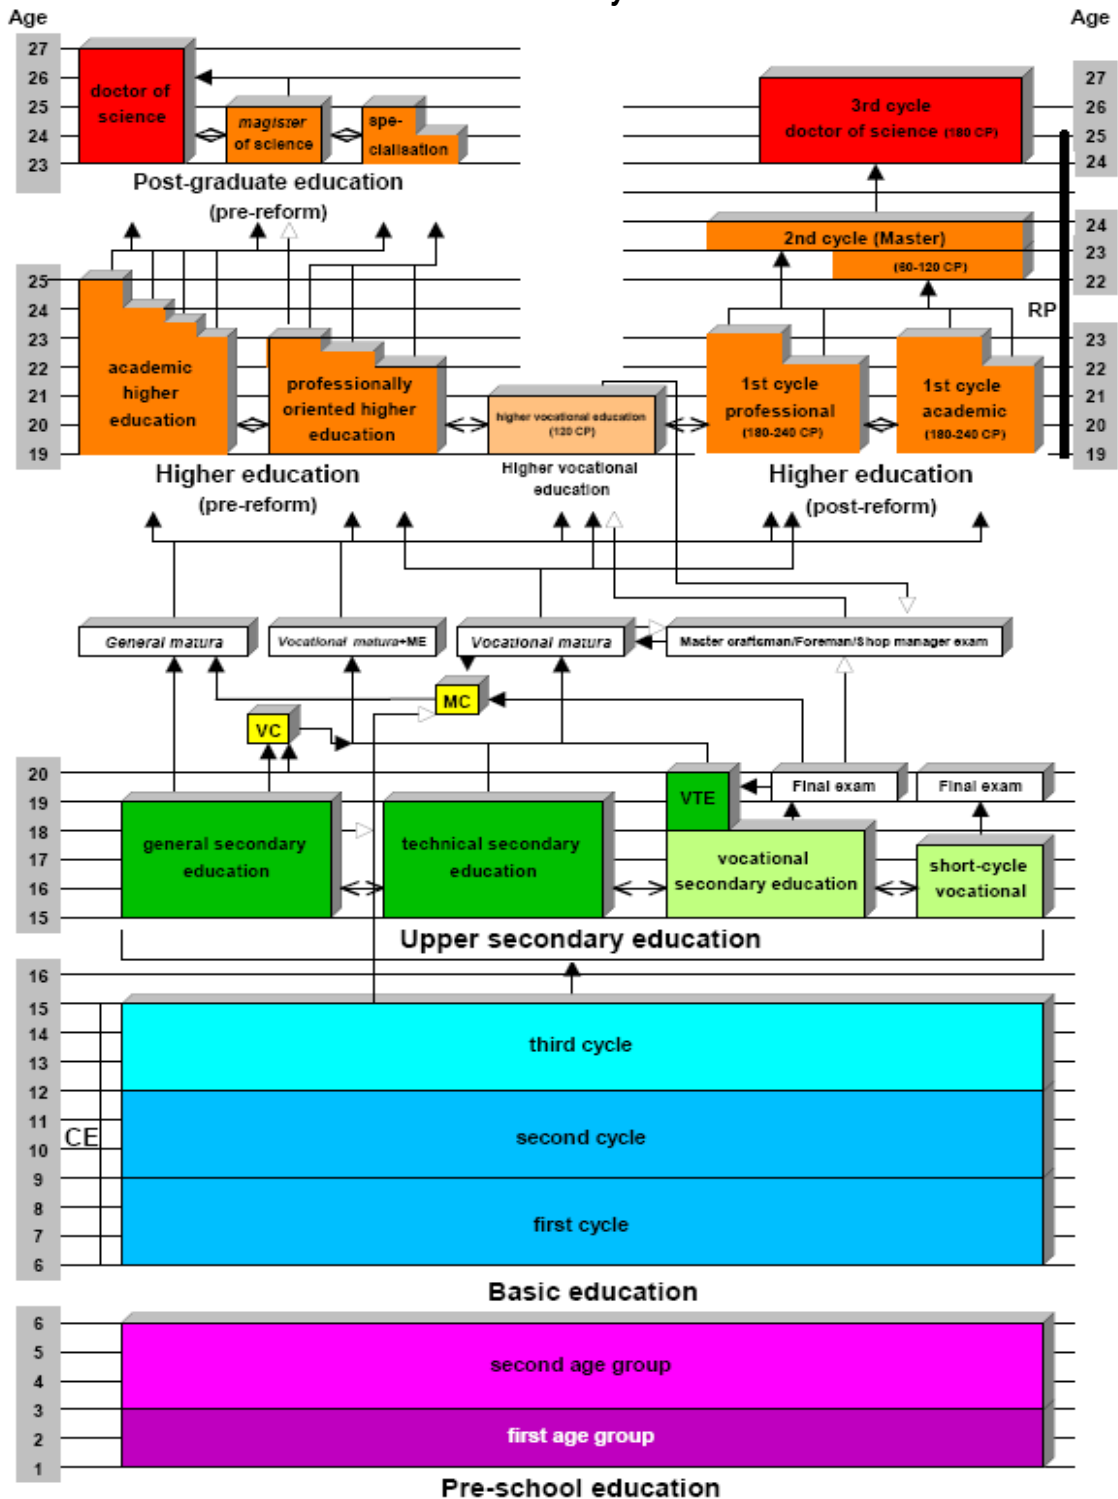 Age
Age
27
26
25
24
23
doctor of
science
magister
of science
spe-
cialisation
Post-graduate education
(pre-reform)
27
26
25
24
3rd cycle
doctor of science (180 CP)
24
23
22
2nd cycle (Master)
(60-120 CP)
RP
25
24
23
22
21
20
19
academic
higher
education
professionally
oriented higher
education
higher vocational education
(120 CP)
1st cycle
professional
(180-240 CP)
1st cycle
academic
(180-240 CP)
23
22
21
20
19
Higher education
(pre-reform)
Higher vocational
education
Higher education
(post-reform)
General matura
Vocational matura+ME
Vocational matura
Master craftsman/Foreman/Shop manager exam
MC
VC
20
19
18
17
16
15
general secondary
education
technical secondary
education
VTE
Final exam
Final exam
vocational
secondary education
short-cycle
vocational
Upper secondary education
16
15
14
13
12
11
10
9
8
7
6
CE
third cycle
second cycle
first cycle
Basic education
6
5
4
3
2
1
second age group
first age group
Pre-school education